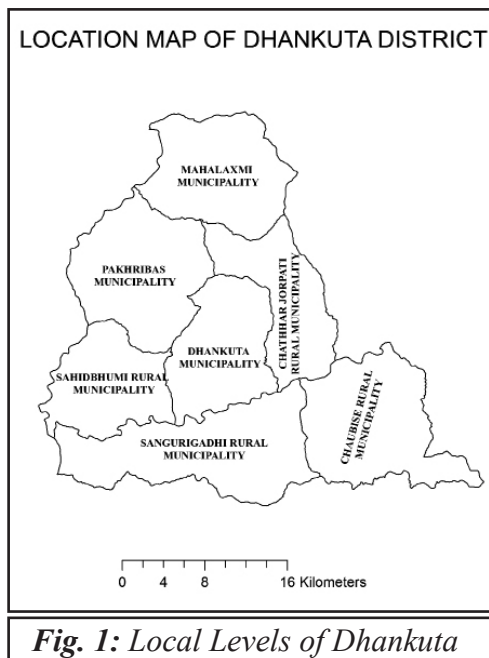 LOCATION MAP OF DHANKUTA DISTRICT
MAHALAXMI
MUNICIPALITY
PAKHRIBAS
MUNICIPALITY
CHATHHAR JORPATI
RURAL MUNICIPALITY
DHANKUTA
MUNICIPALITY
SAHIDBHUMI RURAL
MUNICIPALITY
CHAUBISE RURAL
MUNICIPALITY
SANGURIGADHI RURAL
MUNICIPALITY
0 4 8 16 Kilometers
Fig. 1: Local Levels of Dhankuta